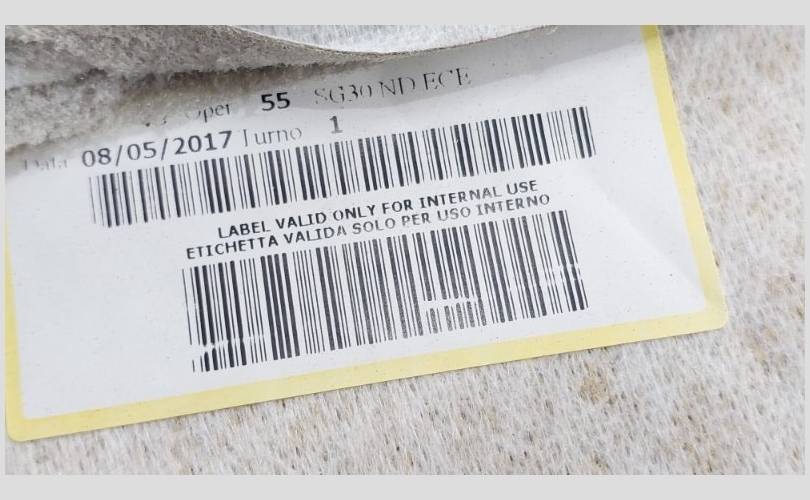 Oper 55 SG30 ND ECE
Data 08/05/2017 Turno 1
LABEL VALID ONLY FOR INTERNAL USE
ETICHETTA VALIDA SOLO PER USO INTERNO